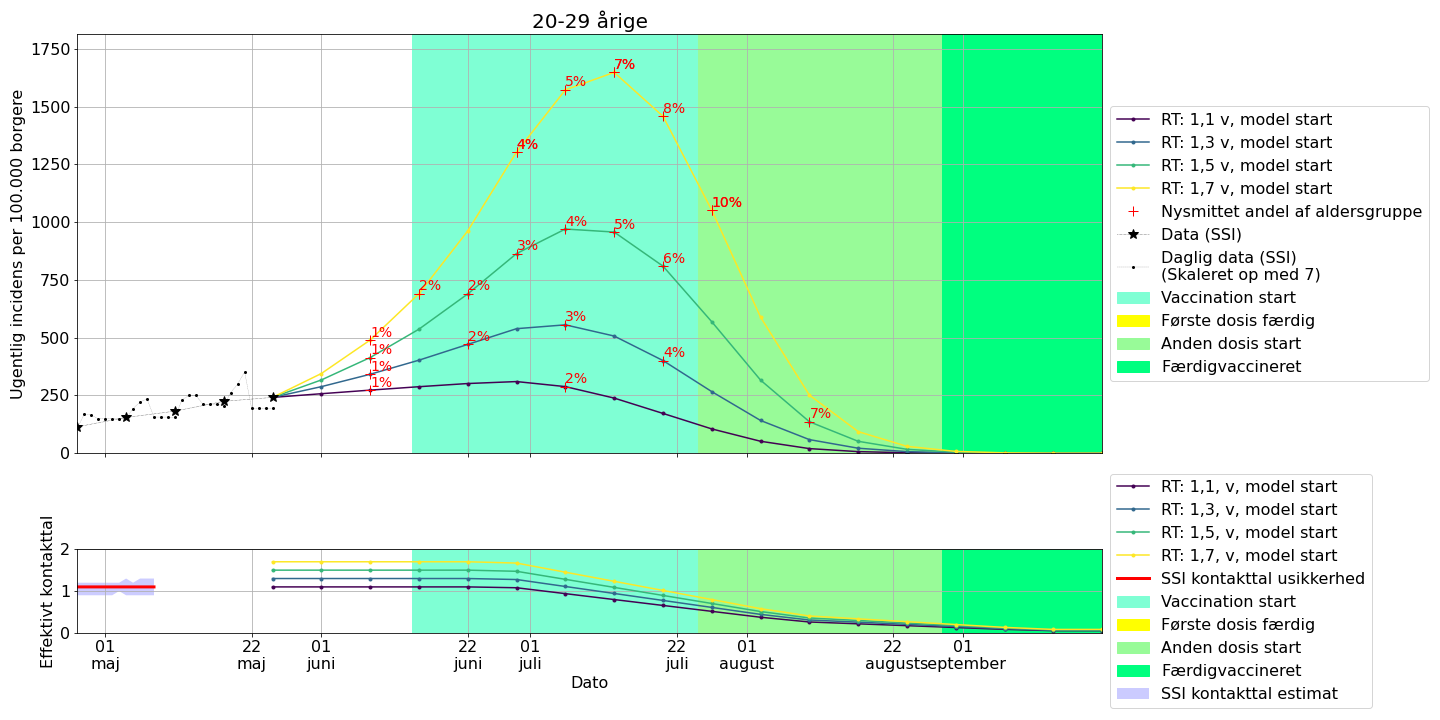 20-29 årige
Ugentlig incidens per 100.000 borgere
1750
1500
1250
1000
750
500
250
0
1%
1%
1%
1%
2%
2%
2%
4%
3%
5%
4%
3%
2%
7%
5%
8%
6%
4%
10%
7%
RT: 1,1 v, model start
RT: 1,3 v, model start
RT: 1,5 v, model start
RT: 1,7 v, model start
Nysmittet andel af aldersgruppe
Data (SSI)
Daglig data (SSI)
(Skaleret op med 7)
Vaccination start
Første dosis færdig
Anden dosis start
Færdigvaccineret
Effektivt kontakttal
2
1
0
01 maj
22 maj
01 juni
22 juni
01 juli
22 juli
01 august
22 august
01 september
Dato
RT: 1,1, v, model start
RT: 1,3, v, model start
RT: 1,5, v, model start
RT: 1,7, v, model start
SSI kontakttal usikkerhed
Vaccination start
Første dosis færdig
Anden dosis start
Færdigvaccineret
SSI kontakttal estimat